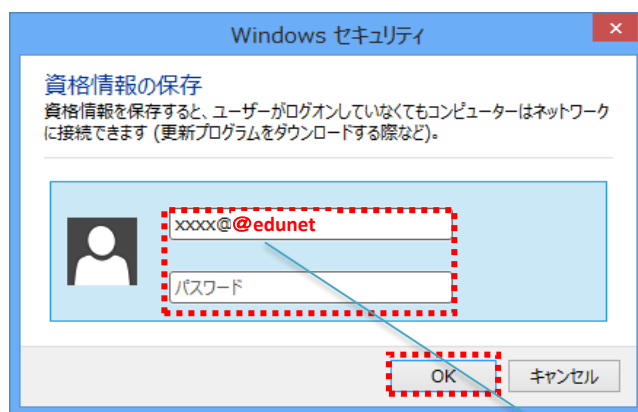 Windows セキュリティ
資格情報の保存
資格情報を保存すると、ユーザーがログオンしていなくてもコンピューターはネットワーク
に接続できます (更新プログラムをダウンロードする際など)。
xxxx@@edunet
パスワード
OK
キャンセル